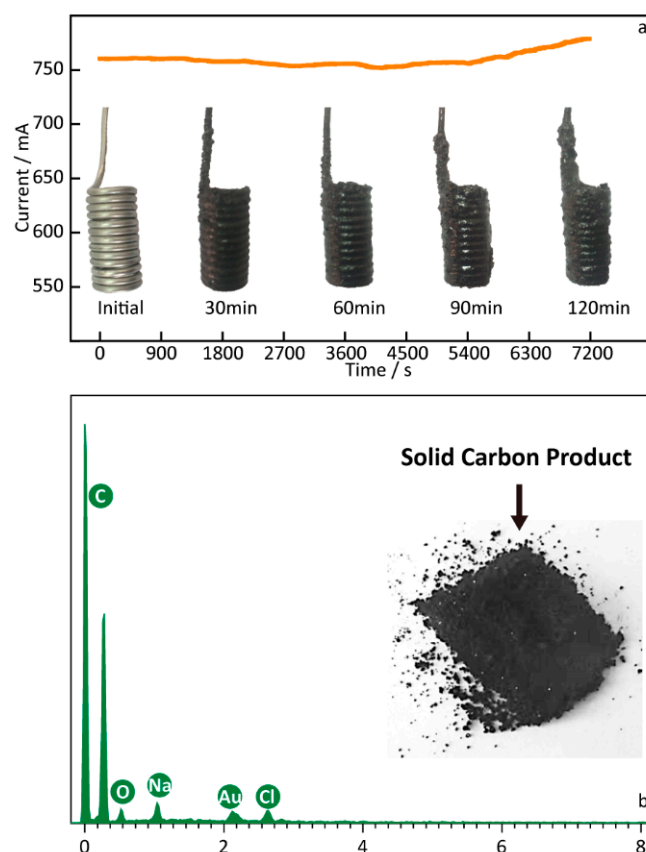 a
Current / mA
750
700
650
600
550
Initial 30min 60min 90min 120min
0 900 1800 2700 3600 4500 5400 6300 7200
Time / s
Solid Carbon Product
C
O Na Au Cl
b
0 2 4 6 8